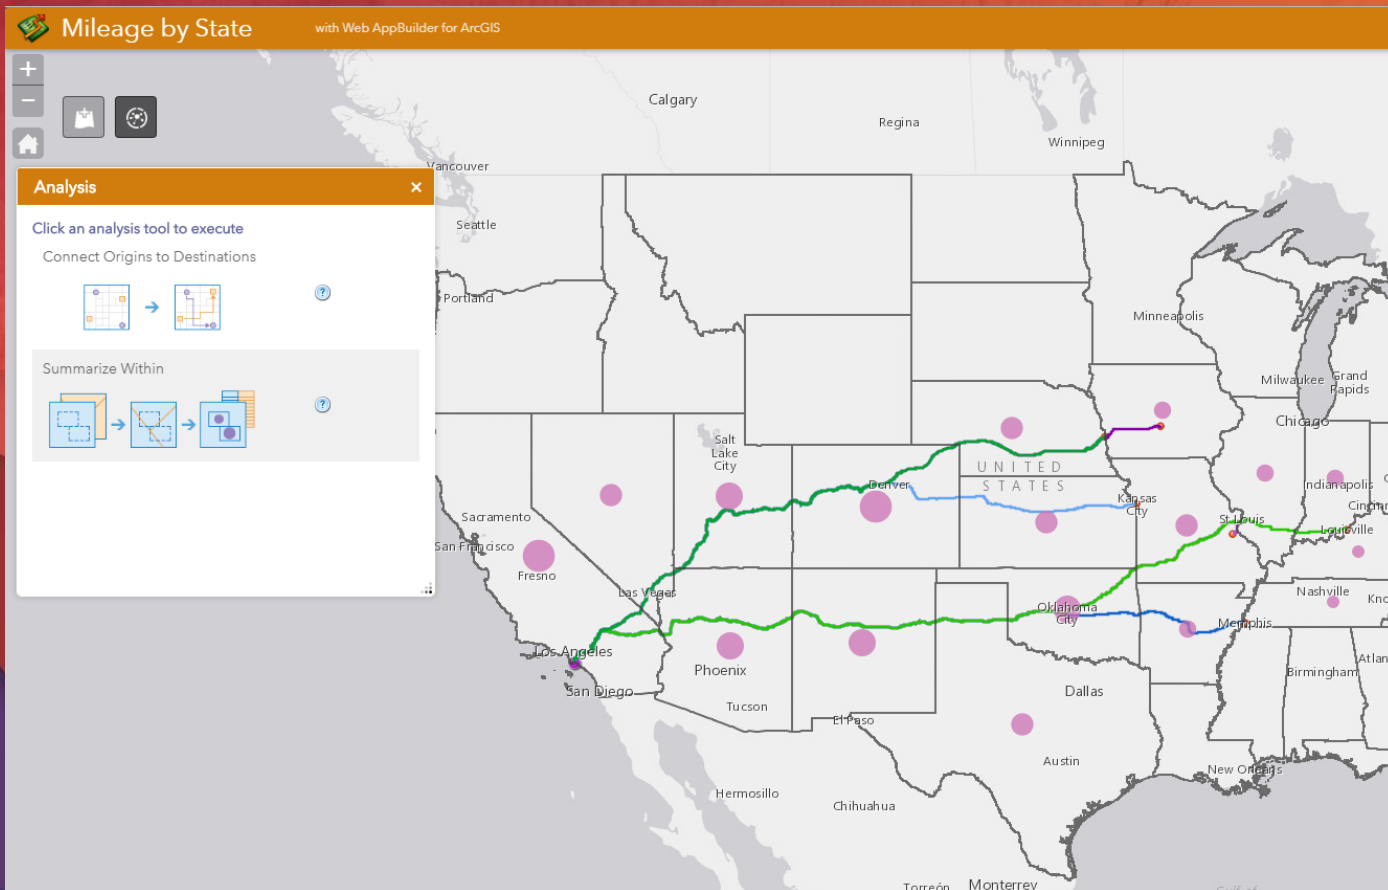 Mileage by State
with Web AppBuilder for ArcGIS
+
−
Analysis
×
Click an analysis tool to execute
Connect Origins to Destinations
?
Summarize Within
?
Calgary
Regina
Winnipeg
Vancouver
Seattle
Portland
Minneapolis
Milwaukee
Grand
Rapids
Chicago
Salt
Lake
City
UNITED
STATES
Denver
Kansas
City
Indianapolis
Sacramento
St Louis
Louisville
San Francisco
Fresno
Las Vegas
Nashville
Oklahoma
City
Memphis
Los Angeles
Phoenix
Birmingham
San Diego
Dallas
Tucson
El Paso
Austin
New Orleans
Hermosillo
Chihuahua
Torreón
Monterrey